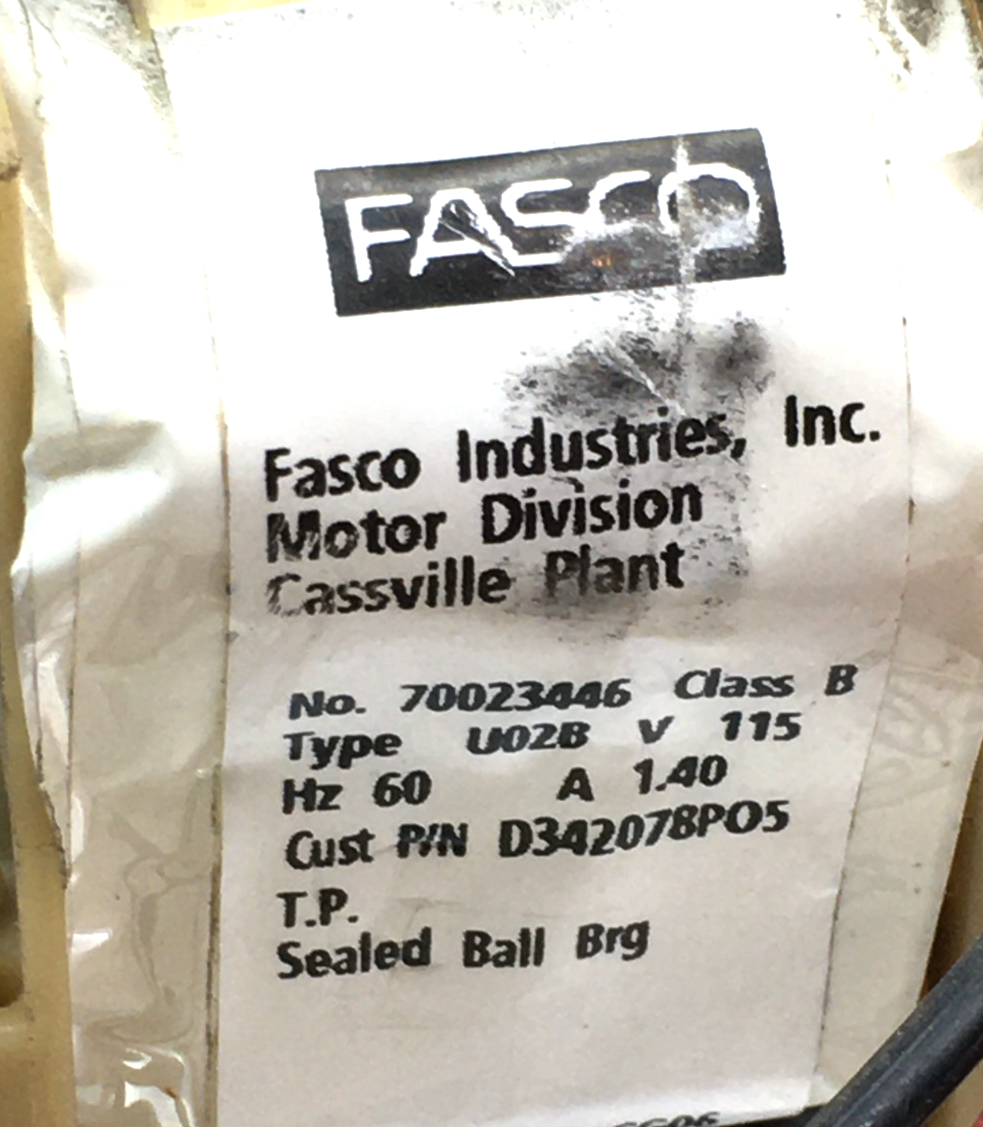 FASCO
Fasco Industries, Inc.
Motor Division
Cassville Plant
No. 70023446 Class B
Type U02B V 115
Hz 60 A 1.40
Cust P/N D342078PO5
T.P.
Sealed Ball Brg